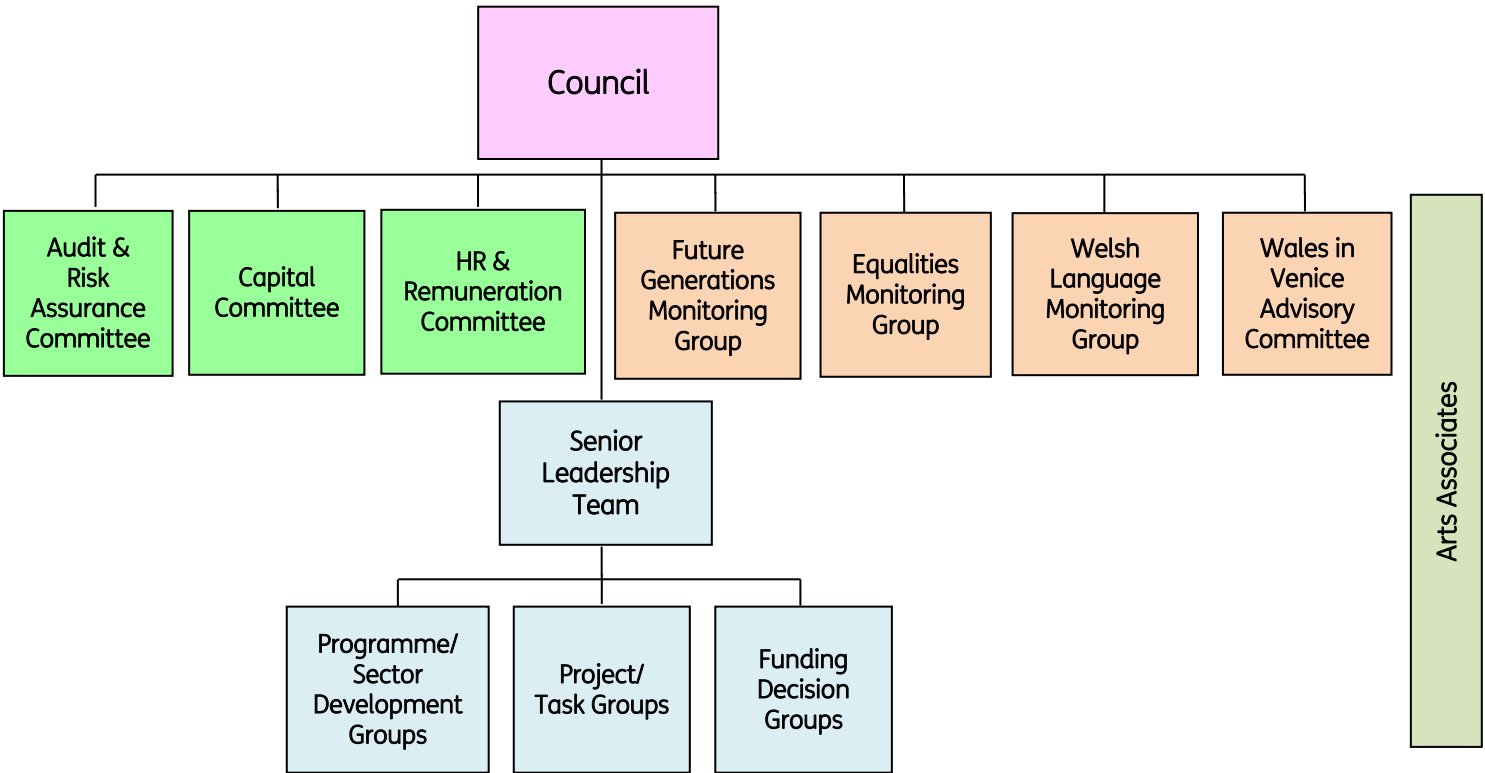 Council
Audit &
Risk
Assurance
Committee
Capital
Committee
HR &
Remuneration
Committee
Future
Generations
Monitoring
Group
Equalities
Monitoring
Group
Welsh
Language
Monitoring
Group
Wales in
Venice
Advisory
Committee
Arts Associates
Senior
Leadership
Team
Programme/
Sector
Development
Groups
Project/
Task Groups
Funding
Decision
Groups